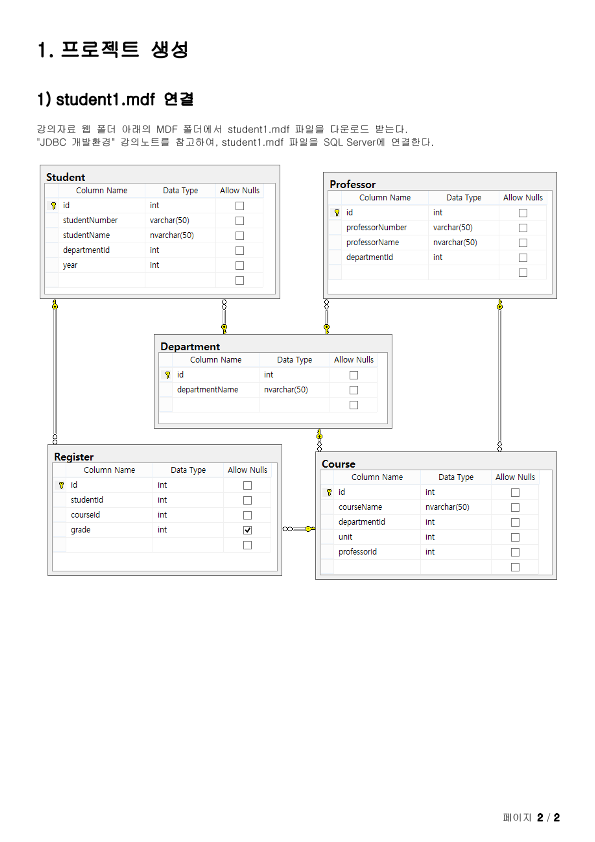 1. 프로젝트 생성
1) student1.mdf 연결
강의자료 웹 폴더 아래의 MDF 폴더에서 student1.mdf 파일을 다운로드 받는다.
"JDBC 개발환경" 강의노트를 참고하여, student1.mdf 파일을 SQL Server에 연결한다.
Student
Column Name Data Type Allow Nulls
id int
studentNumber varchar(50)
studentName nvarchar(50)
departmentId int
year int
Professor
Column Name Data Type Allow Nulls
id int
professorNumber varchar(50)
professorName nvarchar(50)
departmentId int
Department
Column Name Data Type Allow Nulls
id int
departmentName nvarchar(50)
Register
Column Name Data Type Allow Nulls
id int
studentId int
courseId int
grade int
Course
Column Name Data Type Allow Nulls
id int
courseName nvarchar(50)
departmentId int
unit int
professorId int
페이지 2 / 2